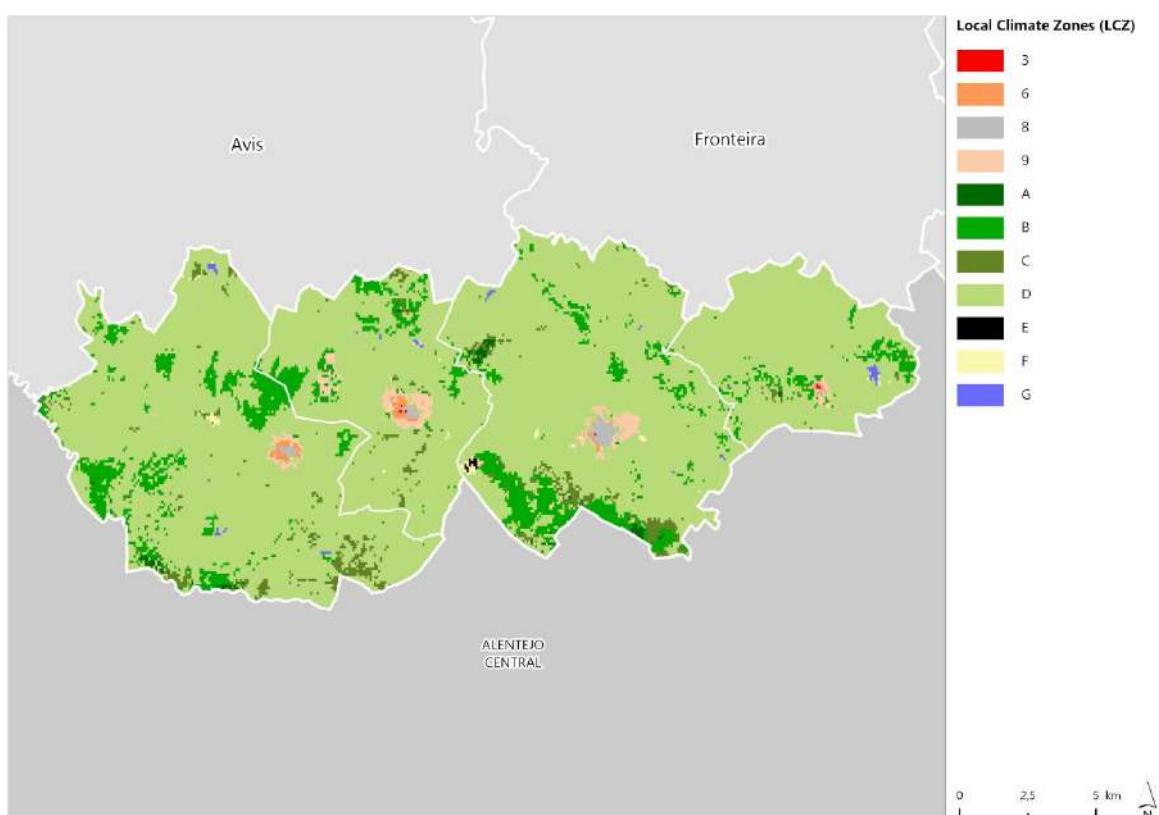 Local Climate Zones (LCZ)
3
6
8
9
A
B
C
D
E
F
G
Avis
Fronteira
ALENTEJO
CENTRAL
0 2,5 5 km
N